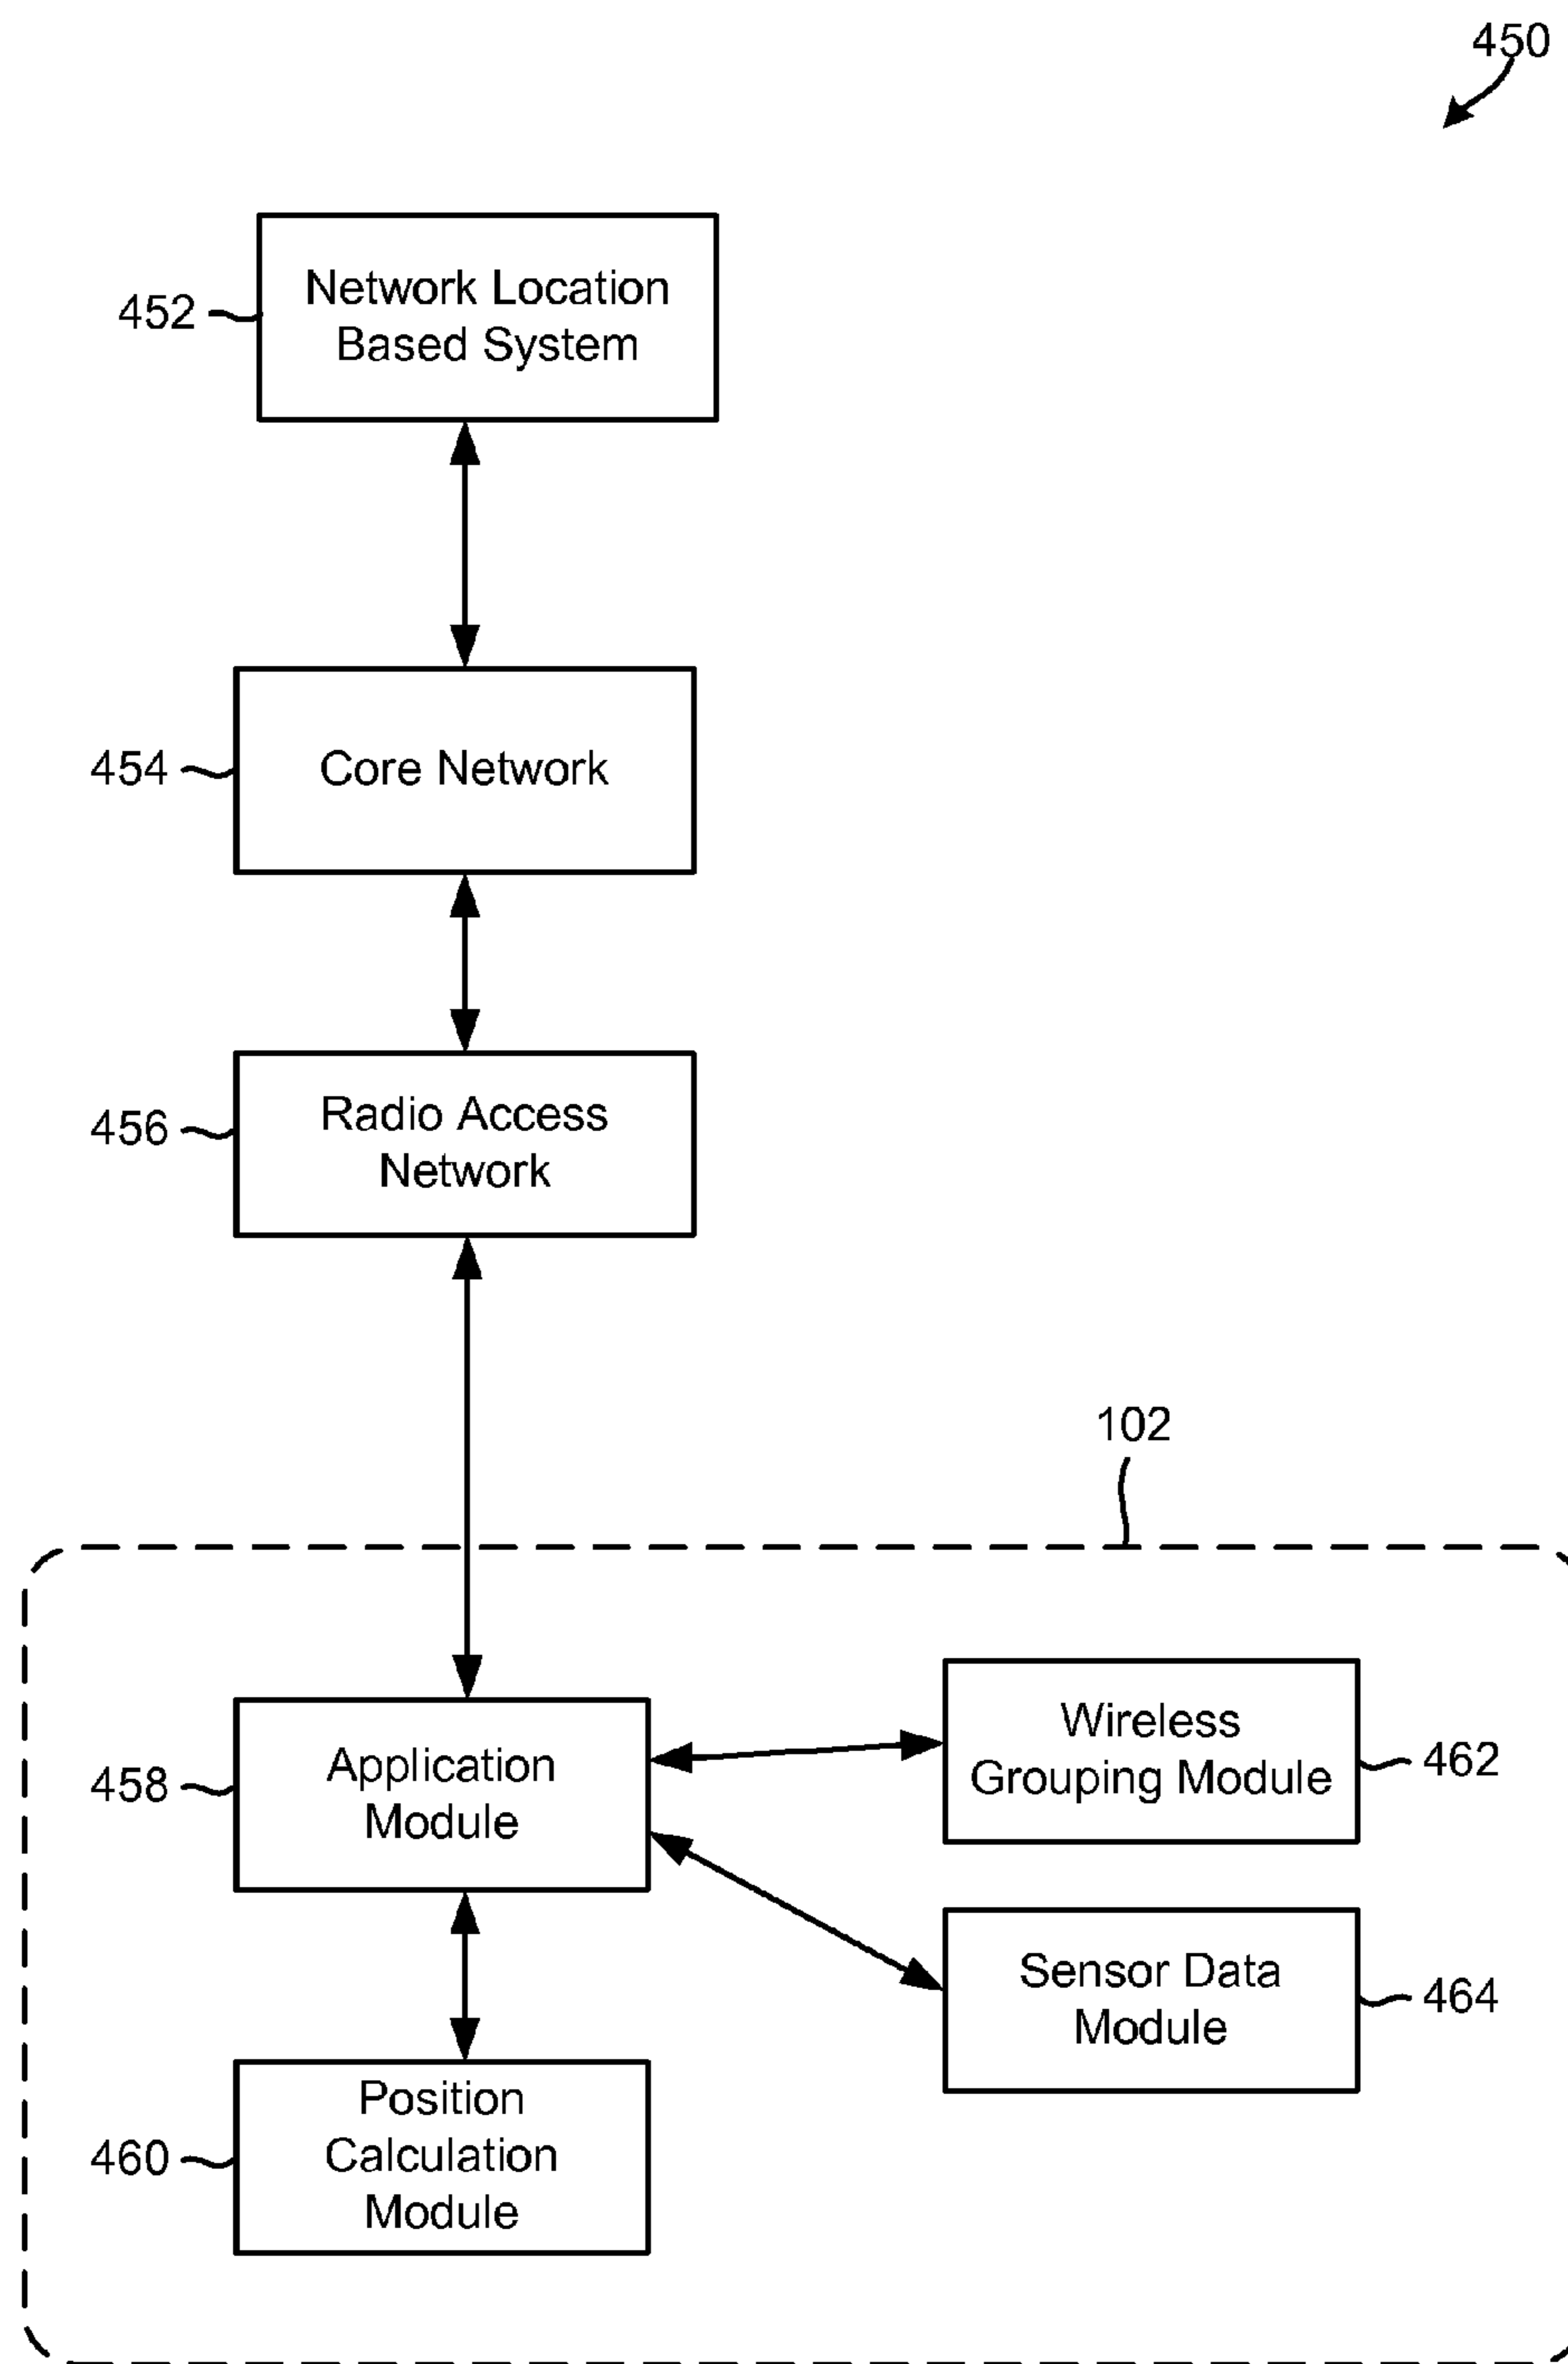 450
Network Location
Based System
452
Core Network
454
Radio Access
Network
456
102
Application
Module
458
Wireless
Grouping Module
462
Sensor Data
Module
464
Position
Calculation
Module
460